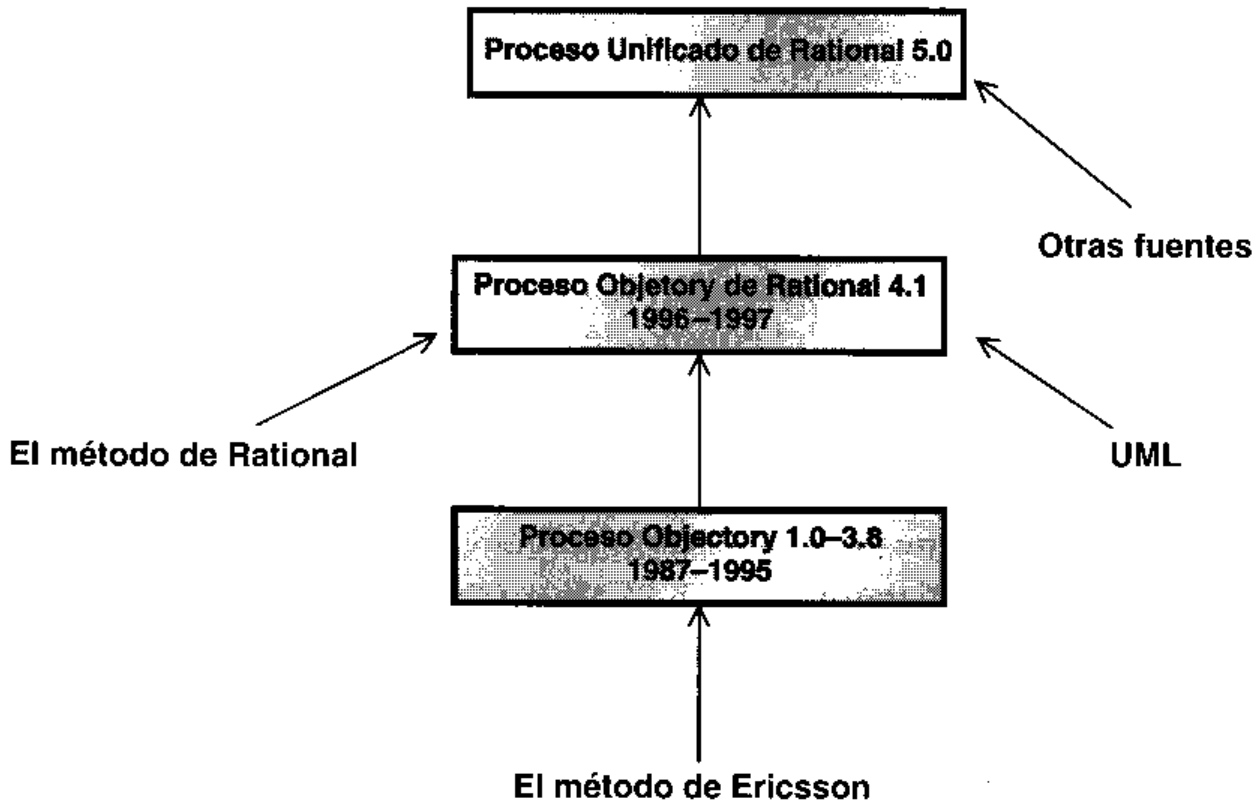 Proceso Unificado de Rational 5.0
Otras fuentes
Proceso Objetory de Rational 4.1
1996–1997
El método de Rational
UML
Proceso Objectory 1.0–3.8
1987–1995
El método de Ericsson